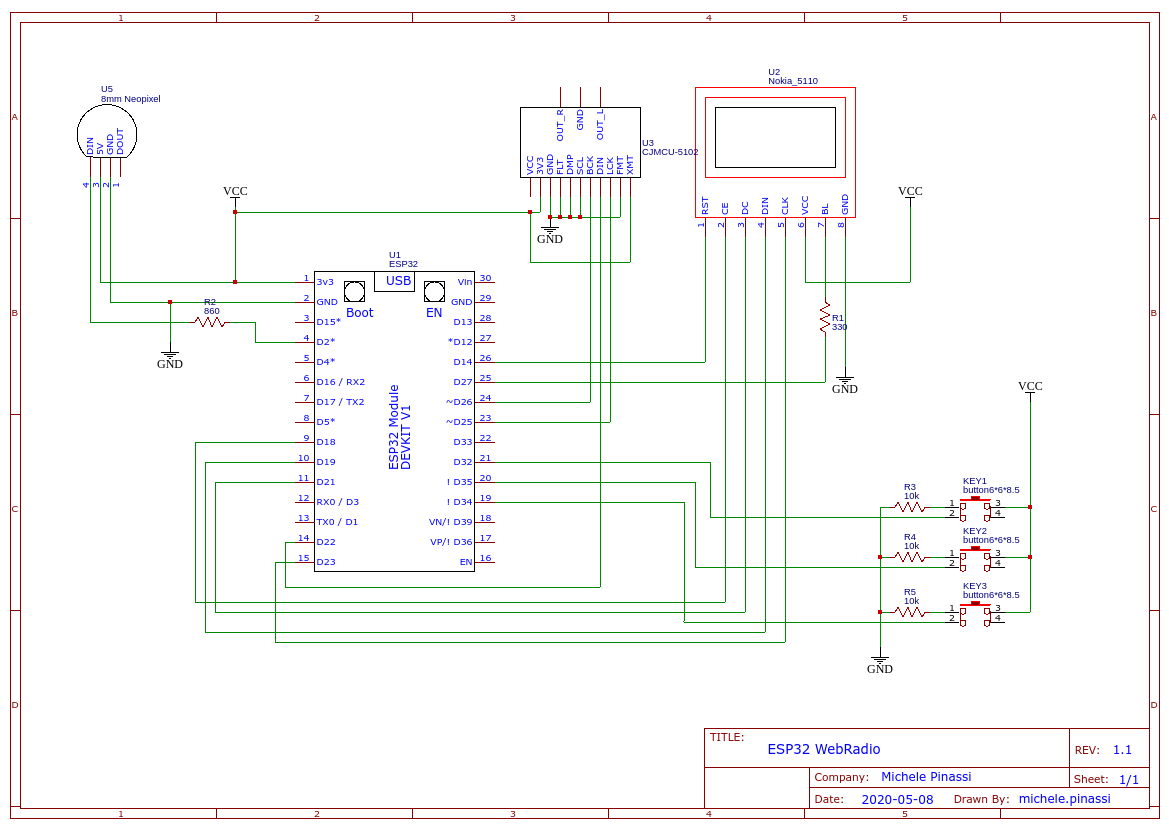 1 2 3 4 5
A A
B B
C C
D D
1 2 3 4 5
U5
8mm Neopixel
DIN
5V
GND
DOUT
4 3 2 1
VCC
GND
R2
860
U1
ESP32
USB
Boot
EN
ESP32 Module
DEVKIT V1
1 3v3
2 GND
3 D15*
4 D2*
5 D4*
6 D16 / RX2
7 D17 / TX2
8 D5*
9 D18
10 D19
11 D21
12 RX0 / D3
13 TX0 / D1
14 D22
15 D23
Vin 30
GND 29
D13 28
*D12 27
D14 26
D27 25
~D26 24
~D25 23
D33 22
D32 21
! D35 20
! D34 19
VN/! D39 18
VP/! D36 17
EN 16
OUT_R
GND
OUT_L
U3
CJMCU-5102
VCC
3V3
GND
FLT
DMP
SCL
BCK
DIN
LCK
FMT
XMT
GND
U2
Nokia_5110
RST
CE
DC
DIN
CLK
VCC
BL
GND
1 2 3 4 5 6 7 8
VCC
R1
330
GND
VCC
R3
10k
KEY1
button6*6*8.5
1 3
2 4
R4
10k
KEY2
button6*6*8.5
1 3
2 4
R5
10k
KEY3
button6*6*8.5
1 3
2 4
GND
TITLE:
ESP32 WebRadio
REV: 1.1
Company: Michele Pinassi
Sheet: 1/1
Date: 2020-05-08 Drawn By: michele.pinassi